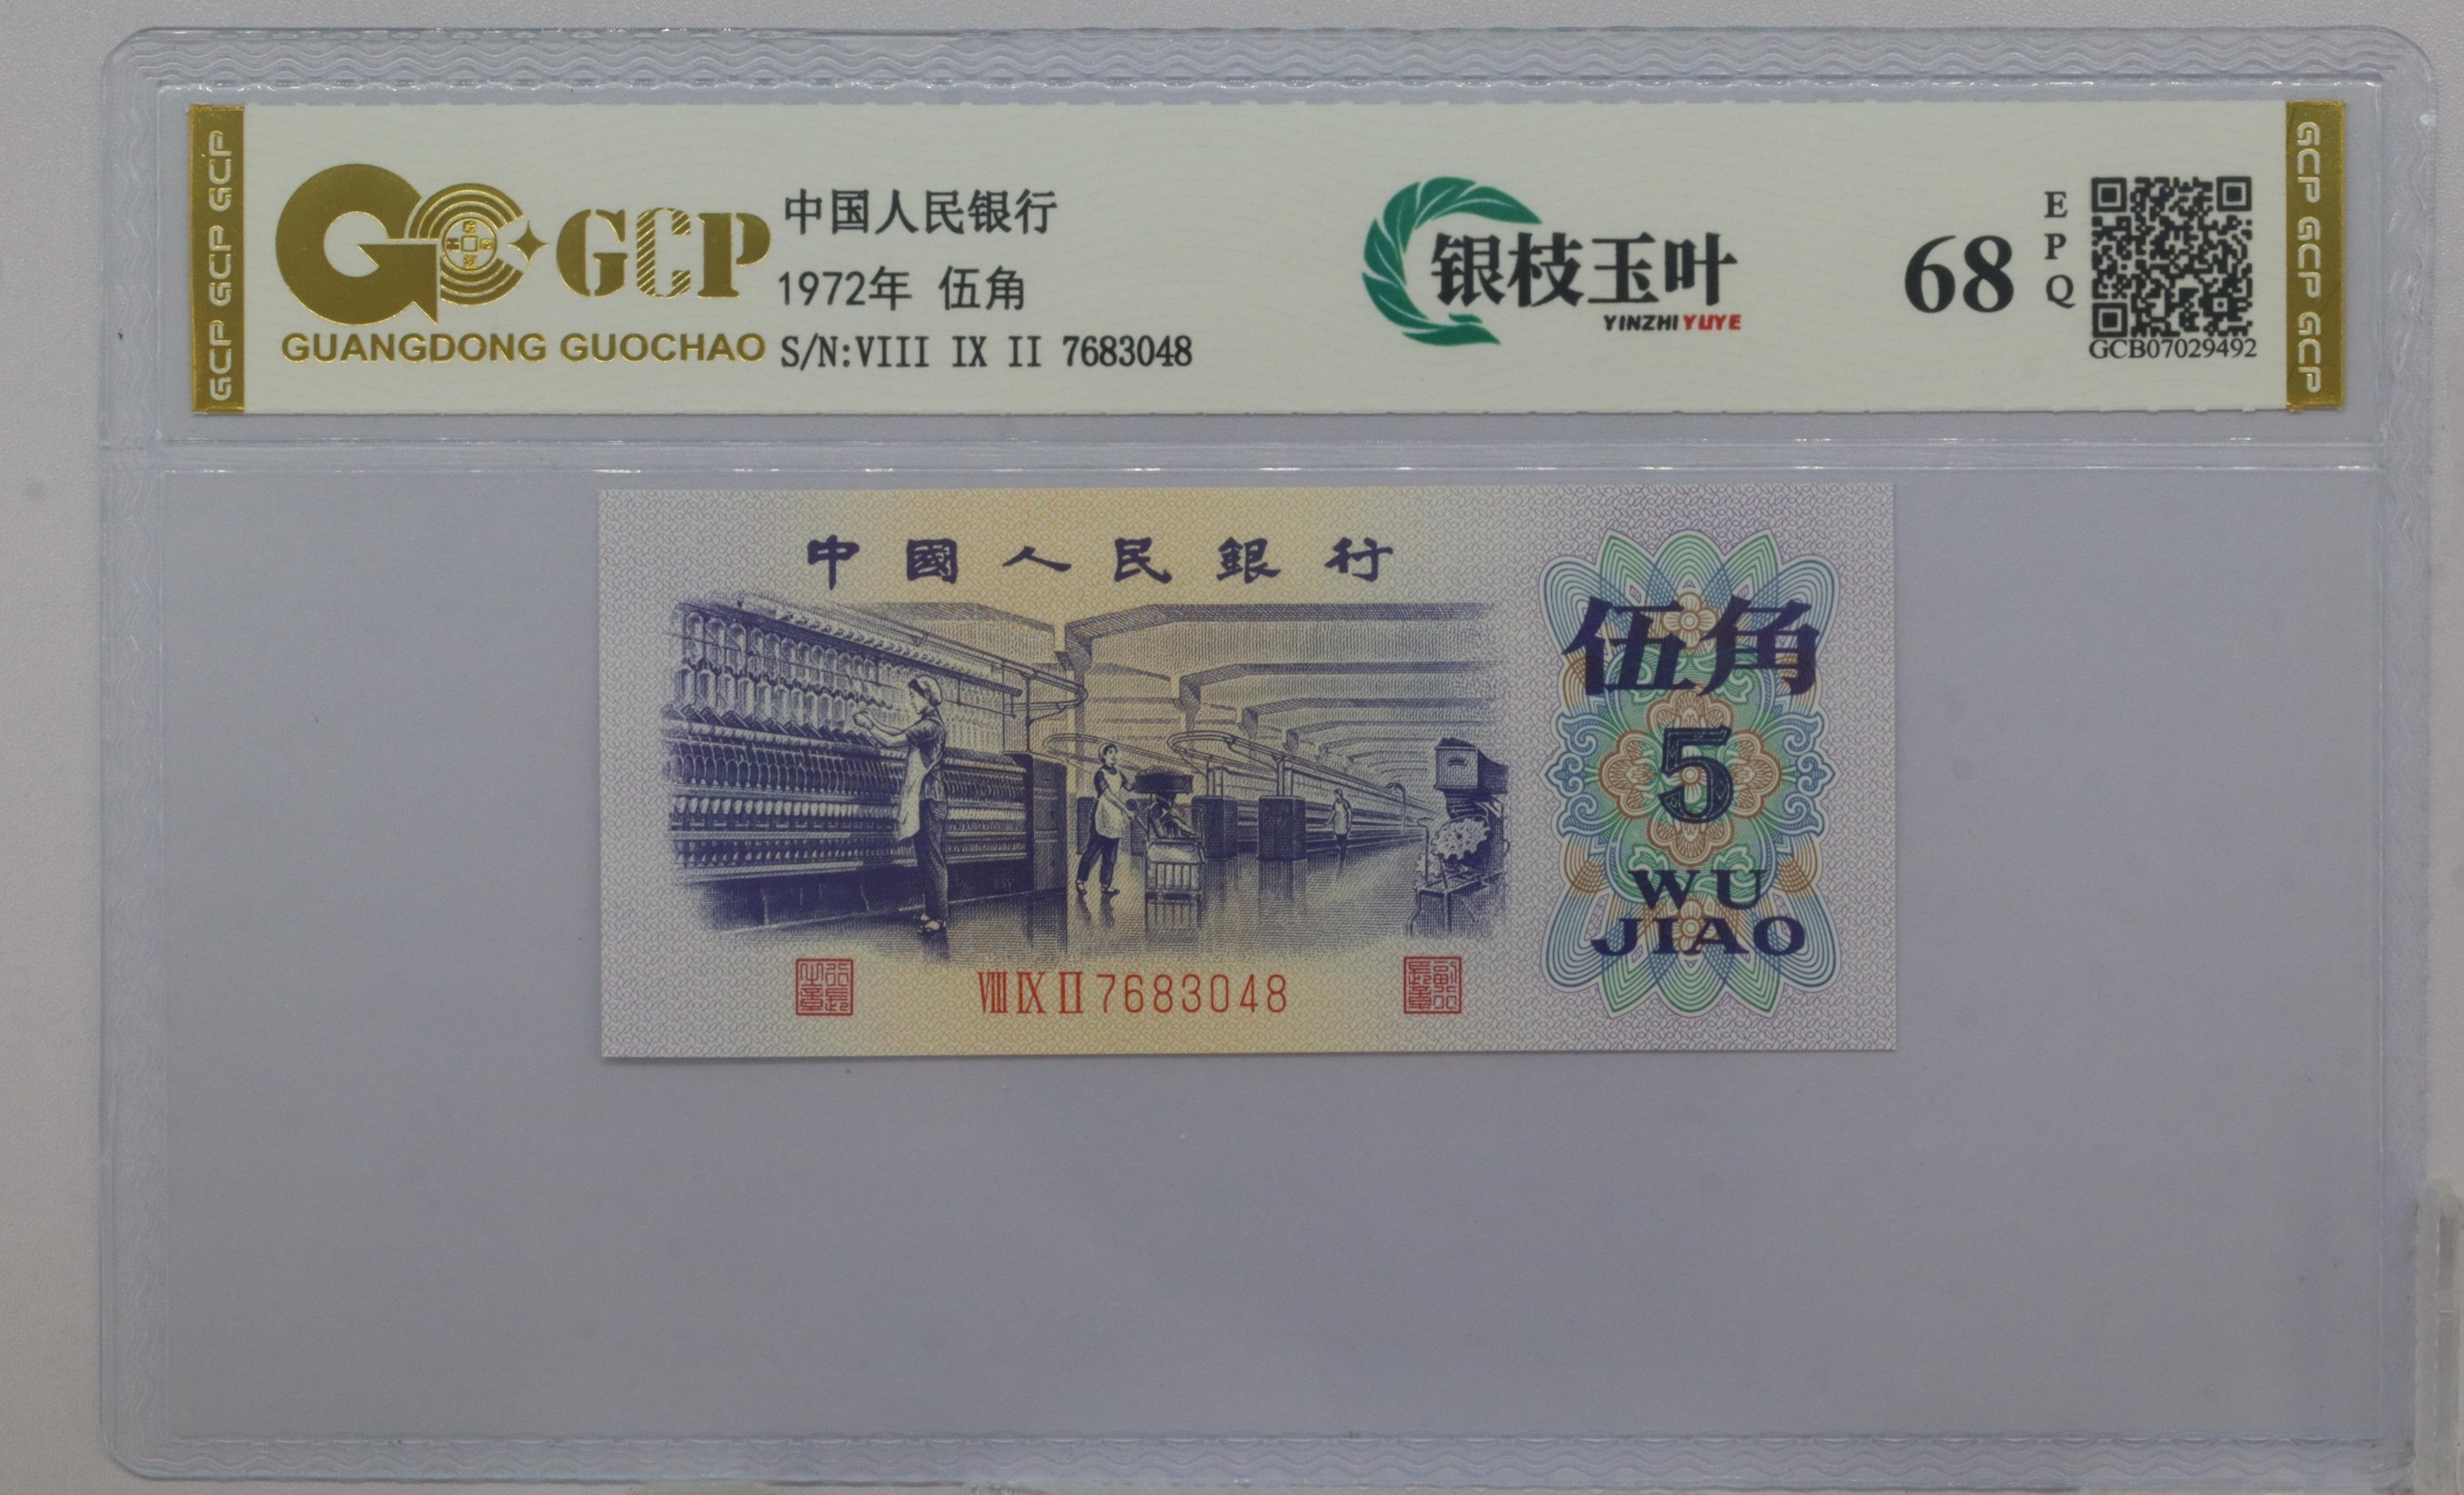 GCP GCP GCP
GCP
GUANGDONG GUOCHAO
中国人民银行
1972年 伍角
S/N:VIII IX II 7683048
银枝玉叶
YINZHI YUYE
68
EPQ
GCB07029492
GCP GCP GCP
中國人民銀行
伍角
5
WU
JIAO
VIII IX II 7683048